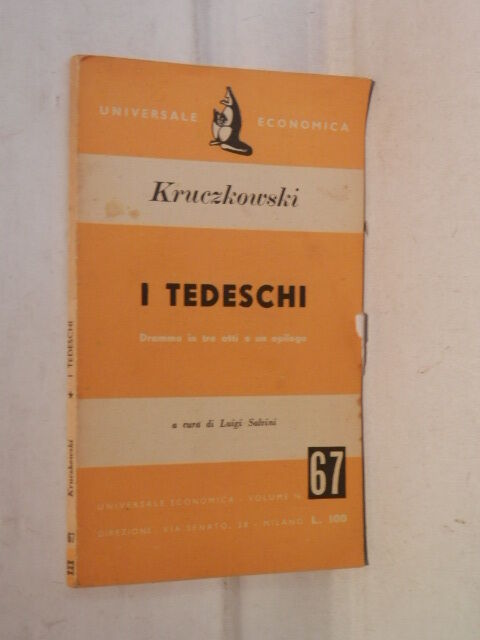 UNIVERSALE ECONOMICA
Kruczkowski
I TEDESCHI
Dramma in tre atti e un epilogo
a cura di Luigi Salvini
67
UNIVERSALE ECONOMICA - VOLUME N.
DIREZIONE: VIA SENATO, 38 - MILANO L. 100
III 67 Kruczkowski ★ I TEDESCHI